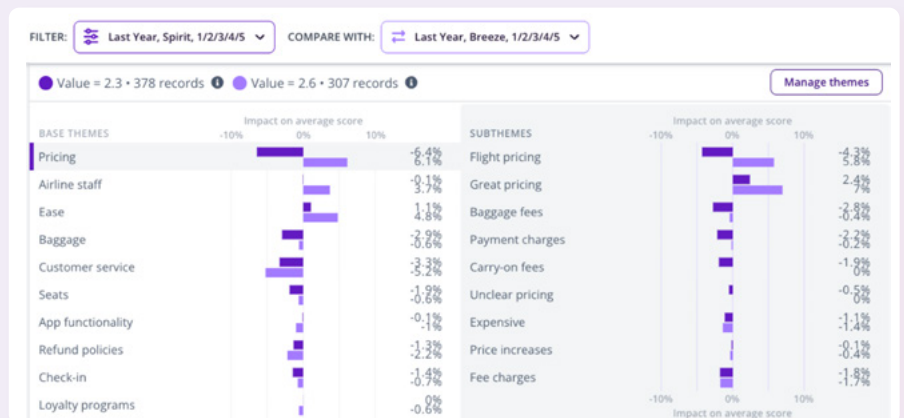 FILTER: Last Year, Spirit, 1/2/3/4/5 COMPARE WITH: Last Year, Breeze, 1/2/3/4/5
Value = 2.3 • 378 records Value = 2.6 • 307 records Manage themes
Impact on average score
BASE THEMES -10% 0% 10%
Pricing -6.4% 6.1%
Airline staff -0.1% 3.7%
Ease 1.1% 4.8%
Baggage -2.9% -0.6%
Customer service -3.3% -5.2%
Seats -1.9% -0.6%
App functionality -0.1% -1%
Refund policies -1.3% -2.2%
Check-in -1.4% -0.7%
Loyalty programs 0% -0.6%
Impact on average score
SUBTHEMES -10% 0% 10%
Flight pricing -4.3% 5.8%
Great pricing 2.4% 7%
Baggage fees -2.8% -0.4%
Payment charges -2.2% -0.2%
Carry-on fees -1.9% 0%
Unclear pricing -0.5% 0%
Expensive -1.1% -1.4%
Price increases -0.1% -0.4%
Fee charges -1.8% -1.7%
-10% 0% 10%
Impact on average score